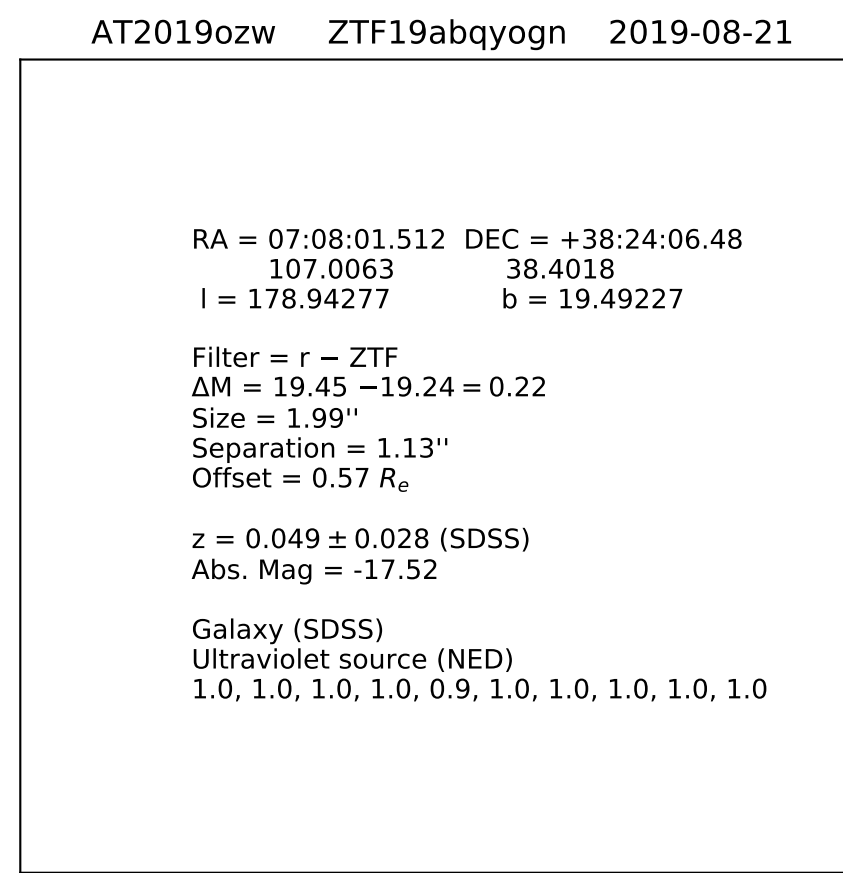 AT2019ozw ZTF19abqyogn 2019-08-21
RA = 07:08:01.512 DEC = +38:24:06.48
107.0063 38.4018
l = 178.94277 b = 19.49227
Filter = r − ZTF
ΔM = 19.45 −19.24 = 0.22
Size = 1.99''
Separation = 1.13''
Offset = 0.57 Re
z = 0.049 ± 0.028 (SDSS)
Abs. Mag = -17.52
Galaxy (SDSS)
Ultraviolet source (NED)
1.0, 1.0, 1.0, 1.0, 0.9, 1.0, 1.0, 1.0, 1.0, 1.0